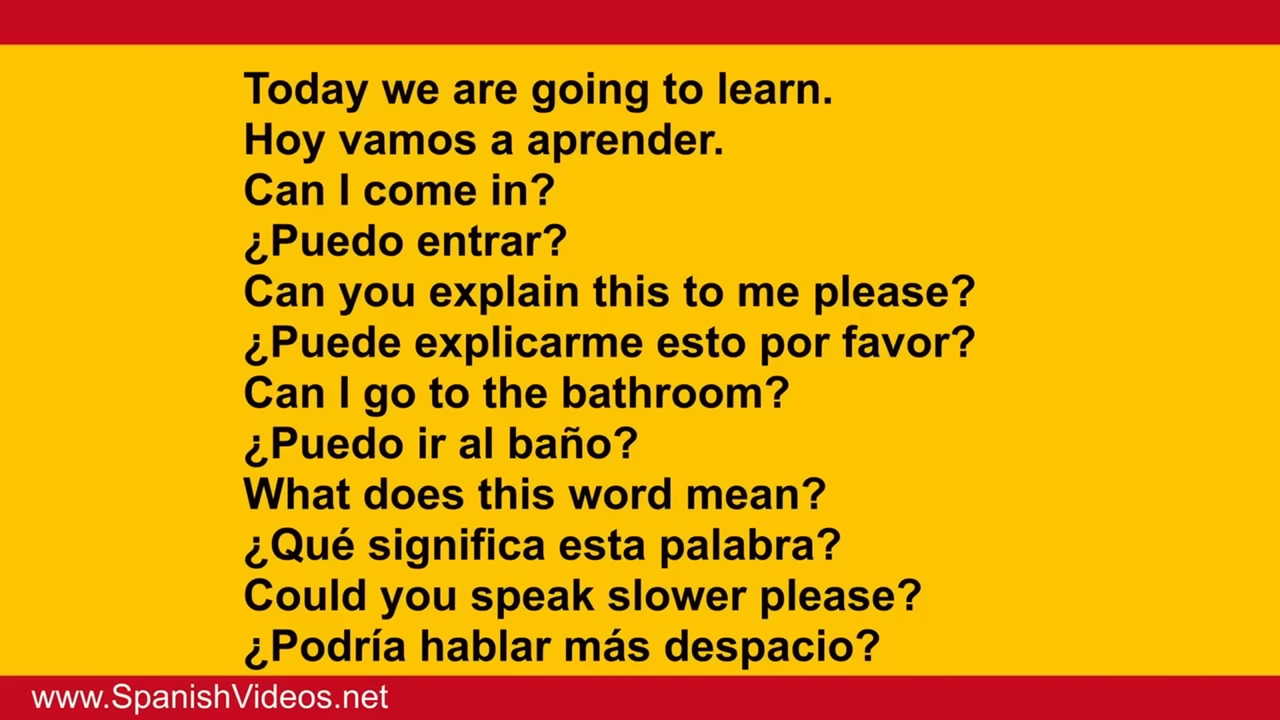 Today we are going to learn.
Hoy vamos a aprender.
Can I come in?
¿Puedo entrar?
Can you explain this to me please?
¿Puede explicarme esto por favor?
Can I go to the bathroom?
¿Puedo ir al baño?
What does this word mean?
¿Qué significa esta palabra?
Could you speak slower please?
¿Podría hablar más despacio?
www.SpanishVideos.net